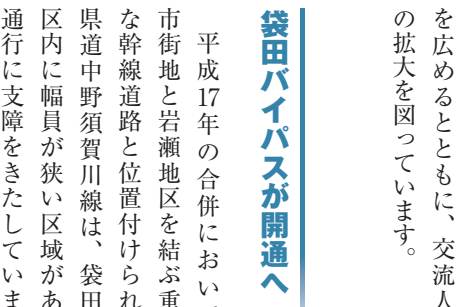 を広めるとともに、交流人
の拡大を図っています。
袋田バイパスが開通へ
平成17年の合併におい
市街地と岩瀬地区を結ぶ重
な幹線道路と位置付けられ
県道中野須賀川線は、袋田
区内に幅員が狭い区域があ
通行に支障をきたしていま